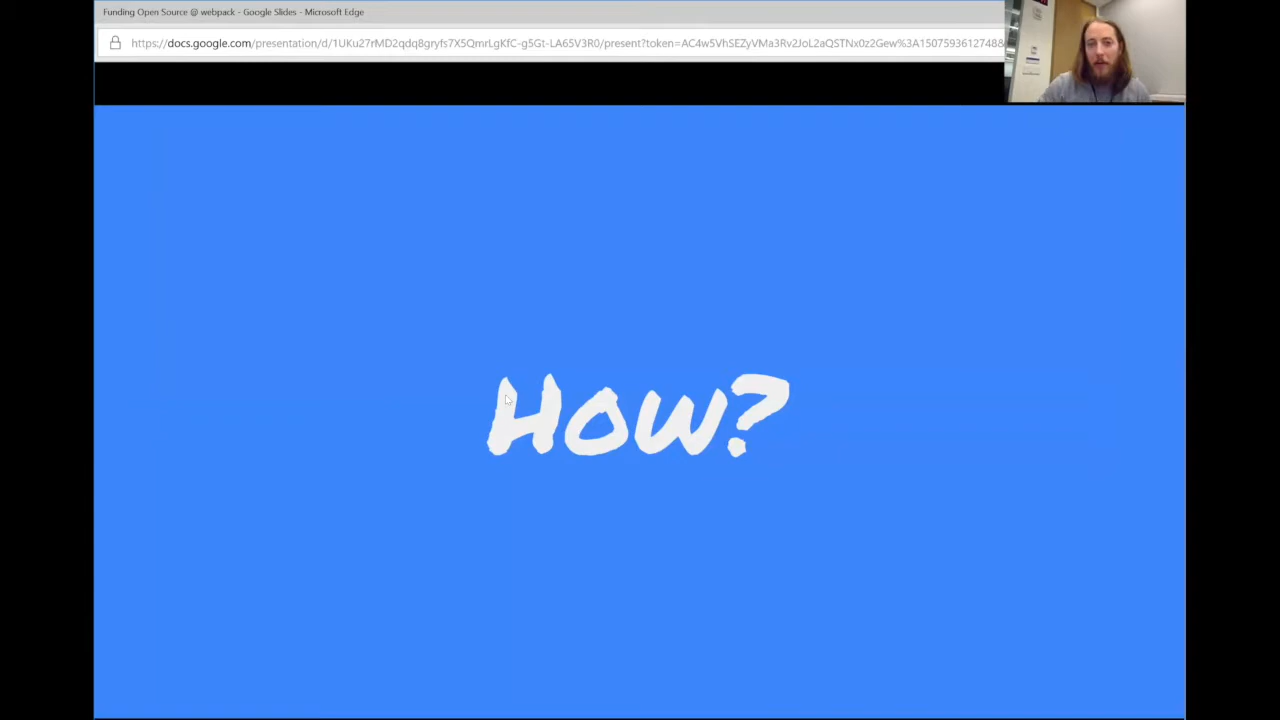 Funding Open Source @ webpack - Google Slides - Microsoft Edge
https://docs.google.com/presentation/d/1UKu27rMD2qdq8gryfs7X5QmrLgKfC-g5Gt-LA65V3R0/present?token=AC4w5VhSEZyVMa3Rv2JoL2aQSTNx0z2Gew%3A15075936127488
How?